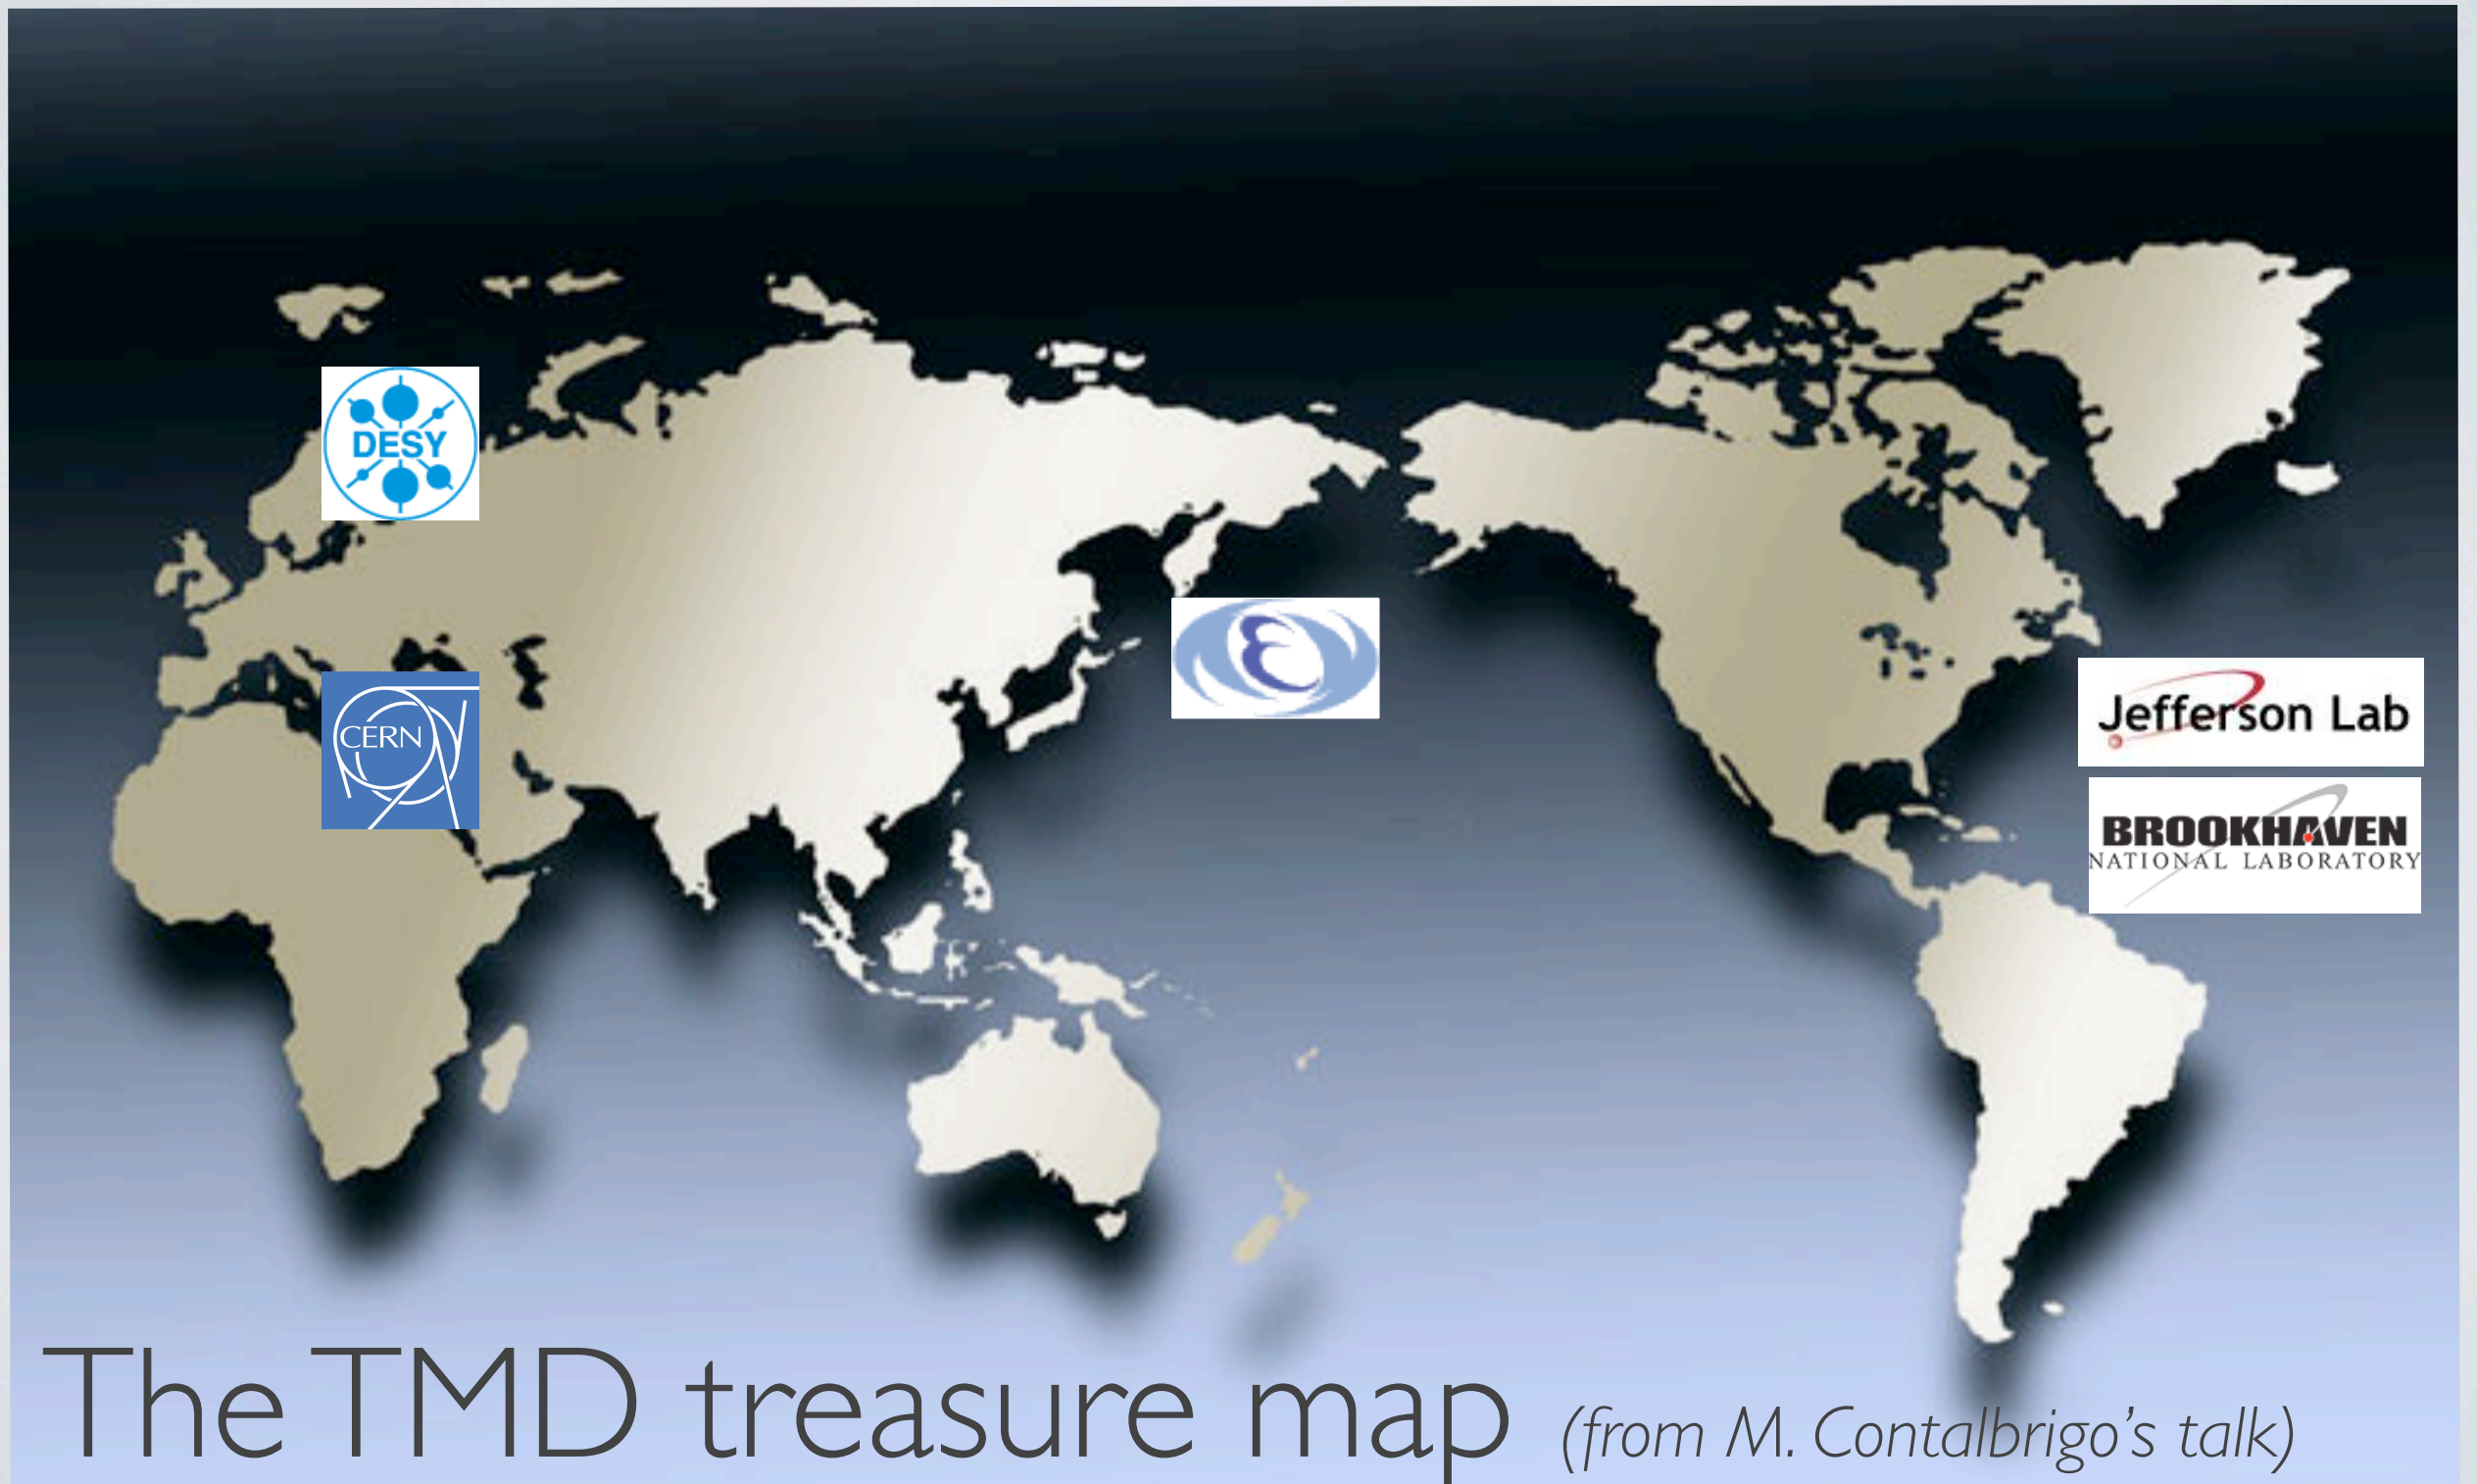 DESY
CERN
Jefferson Lab
BROOKHAVEN
NATIONAL LABORATORY
The TMD treasure map (from M. Contalbrigo's talk)